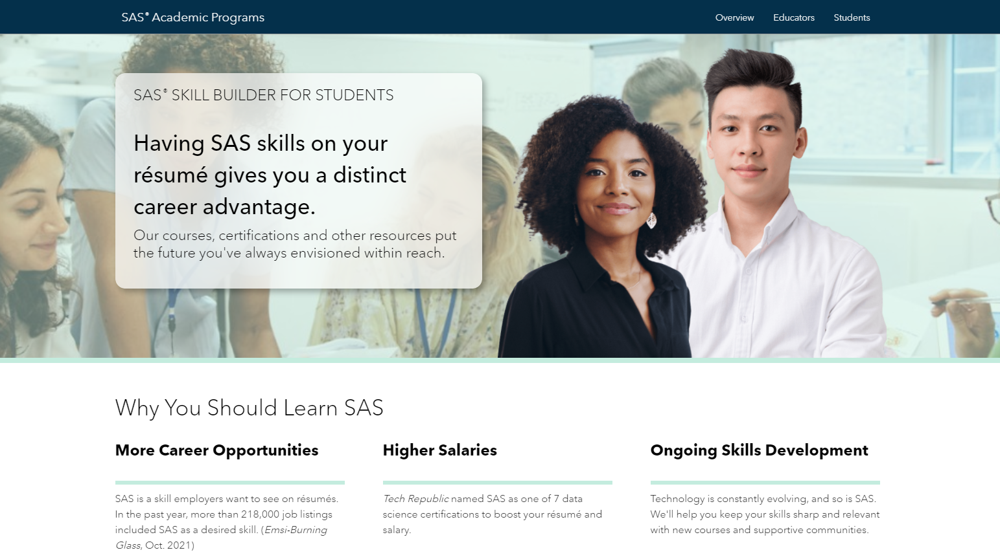 SAS® Academic Programs
Overview Educators Students
SAS® SKILL BUILDER FOR STUDENTS
Having SAS skills on your
résumé gives you a distinct
career advantage.
Our courses, certifications and other resources put
the future you've always envisioned within reach.
Why You Should Learn SAS
More Career Opportunities
SAS is a skill employers want to see on résumés.
In the past year, more than 218,000 job listings
included SAS as a desired skill. (Emsi-Burning
Glass, Oct. 2021)
Higher Salaries
Tech Republic named SAS as one of 7 data
science certifications to boost your résumé and
salary.
Ongoing Skills Development
Technology is constantly evolving, and so is SAS.
We'll help you keep your skills sharp and relevant
with new courses and supportive communities.